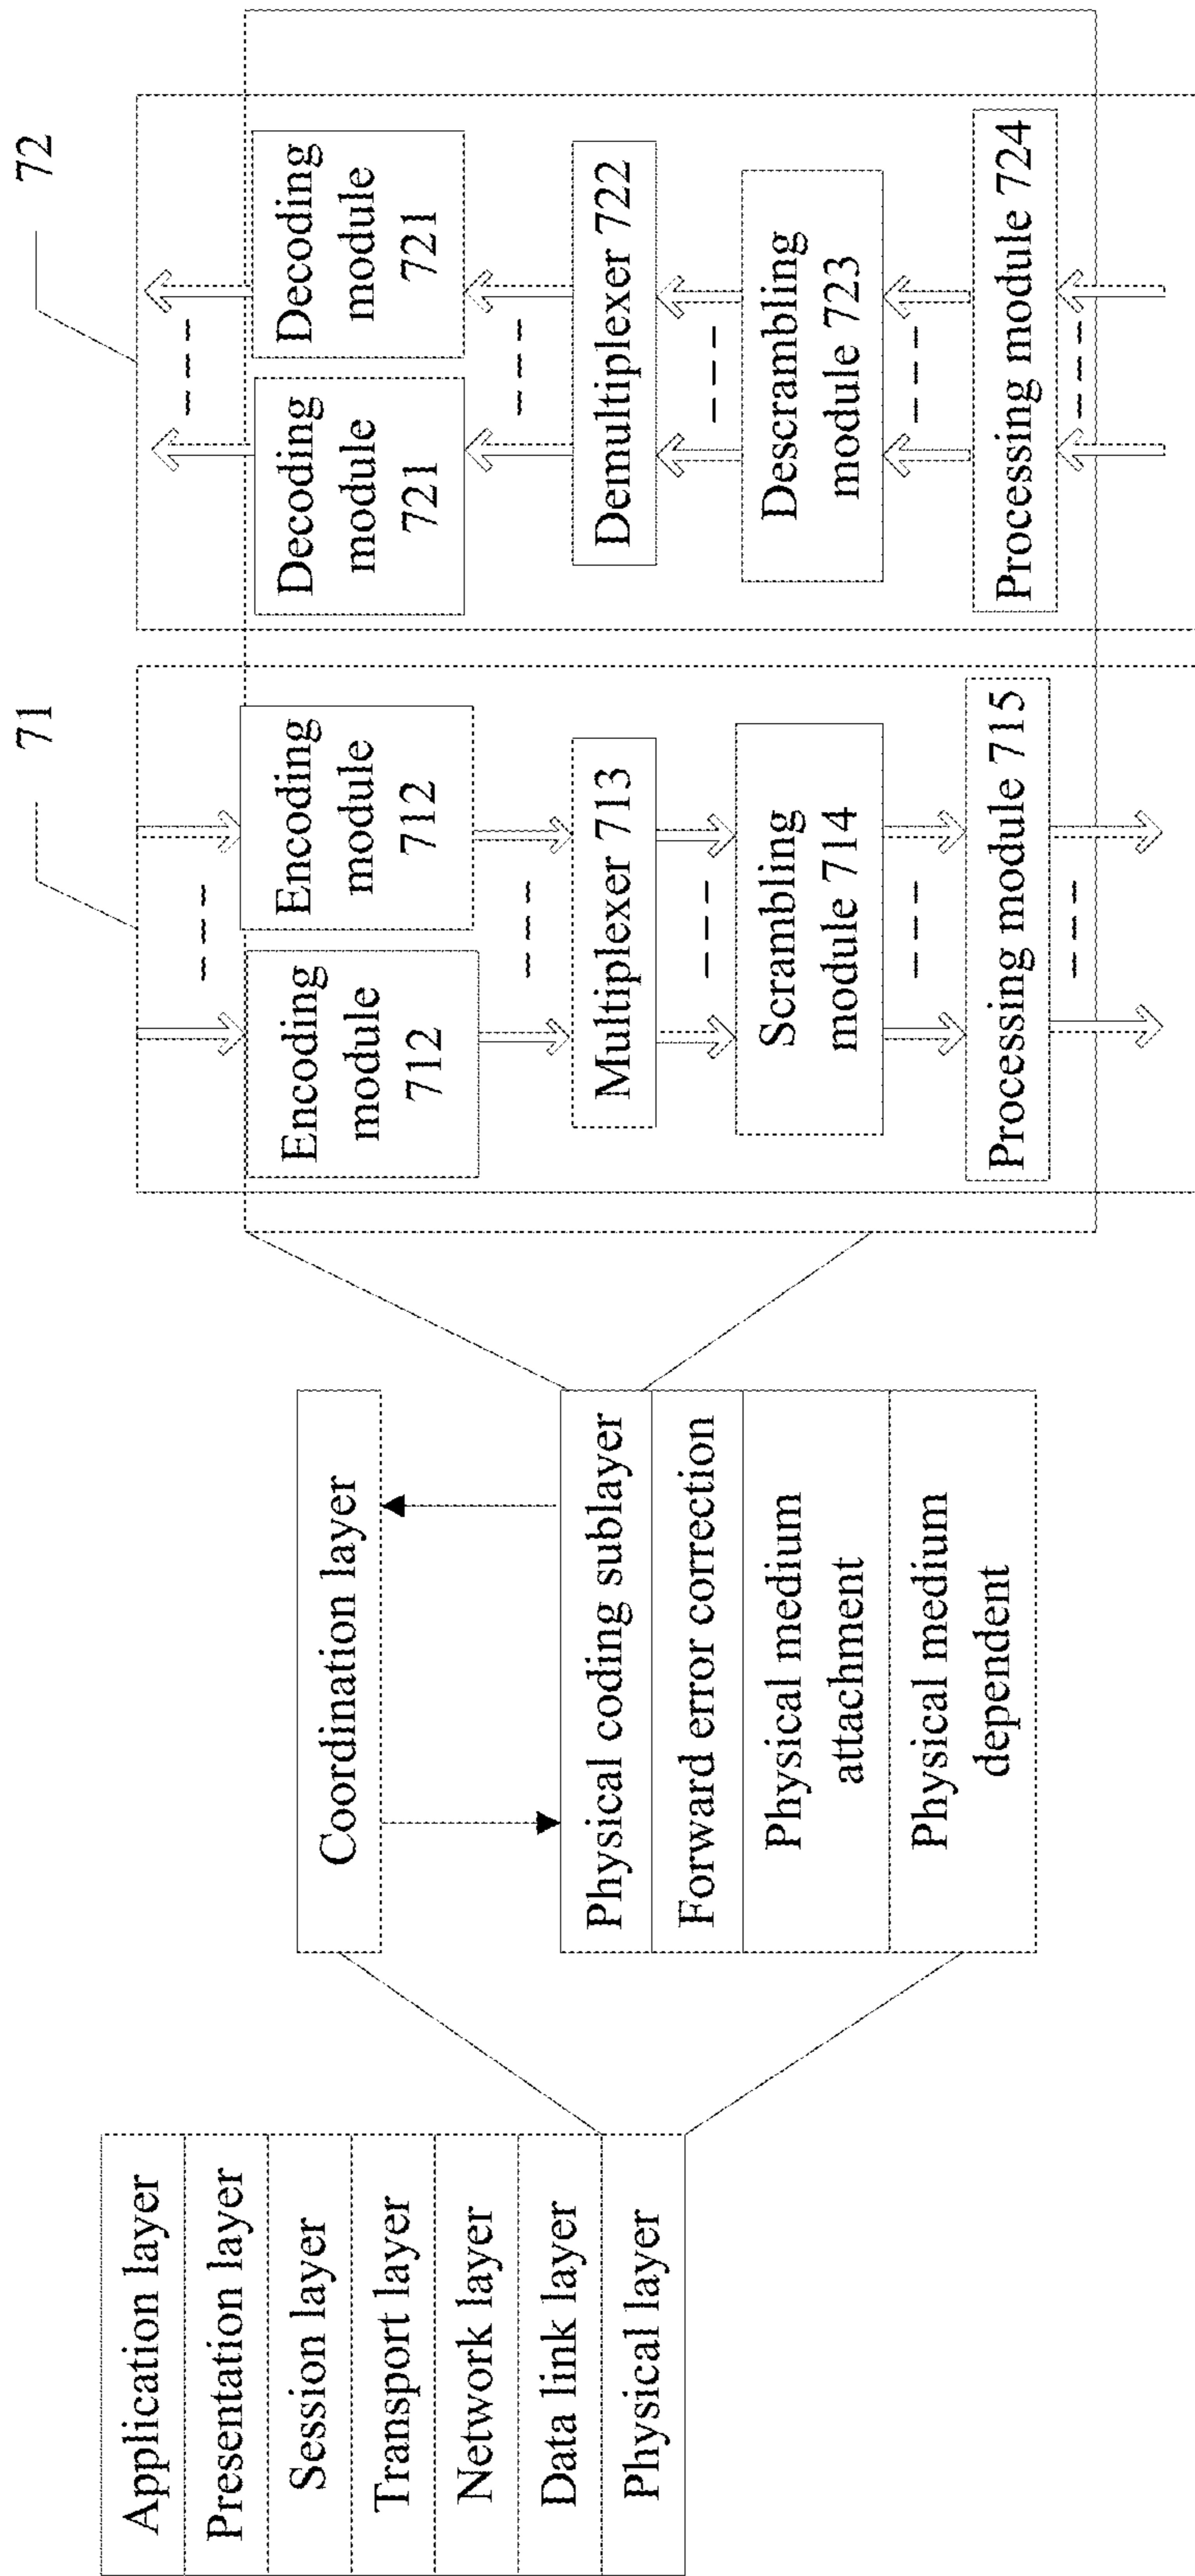 Application layer
Presentation layer
Session layer
Transport layer
Network layer
Data link layer
Physical layer
Coordination layer
Physical coding sublayer
Forward error correction
Physical medium
attachment
Physical medium
dependent
71
Encoding
module
712
Encoding
module
712
Multiplexer 713
Scrambling
module 714
Processing module 715
72
Decoding
module
721
Decoding
module
721
Demultiplexer 722
Descrambling
module 723
Processing module 724